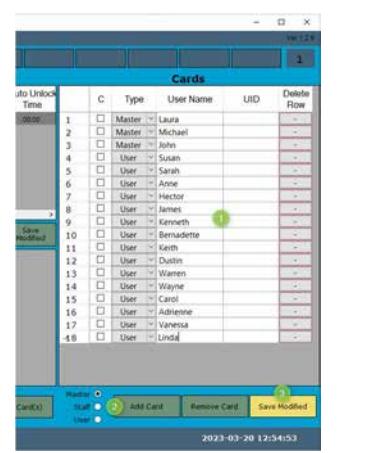 Ver 1.2.9
1
Cards
uto Unlock Time
C Type User Name UID Delete Row
00:00
1 Master Laura -
2 Master Michael -
3 Master John -
4 User Susan -
5 User Sarah -
6 User Anne -
7 User Hector -
8 User James -
9 User Kenneth -
10 User Bernadette -
11 User Keith -
12 User Dustin -
13 User Warren -
14 User Wayne -
15 User Carol -
16 User Adrienne -
17 User Vanessa -
18 User Linda -
1
Save Modified
Master
Staff
User
Card(s)
2 Add Card
Remove Card
3
Save Modified
2023-03-20 12:54:53